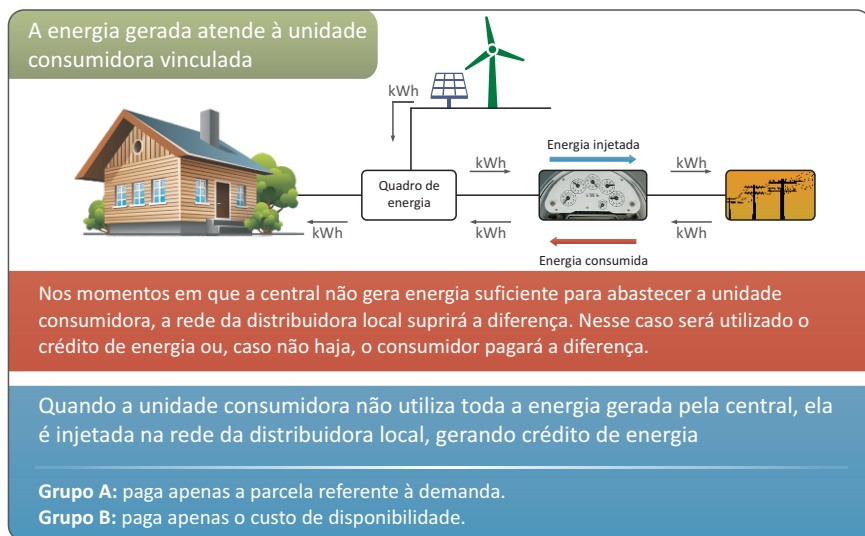 A energia gerada atende à unidade
consumidora vinculada
kWh
Energia injetada
kWh
kWh
Quadro de
energia
kWh
kWh
kWh
Energia consumida
Nos momentos em que a central não gera energia suficiente para abastecer a unidade
consumidora, a rede da distribuidora local suprirá a diferença. Nesse caso será utilizado o
crédito de energia ou, caso não haja, o consumidor pagará a diferença.
Quando a unidade consumidora não utiliza toda a energia gerada pela central, ela
é injetada na rede da distribuidora local, gerando crédito de energia
Grupo A: paga apenas a parcela referente à demanda.
Grupo B: paga apenas o custo de disponibilidade.